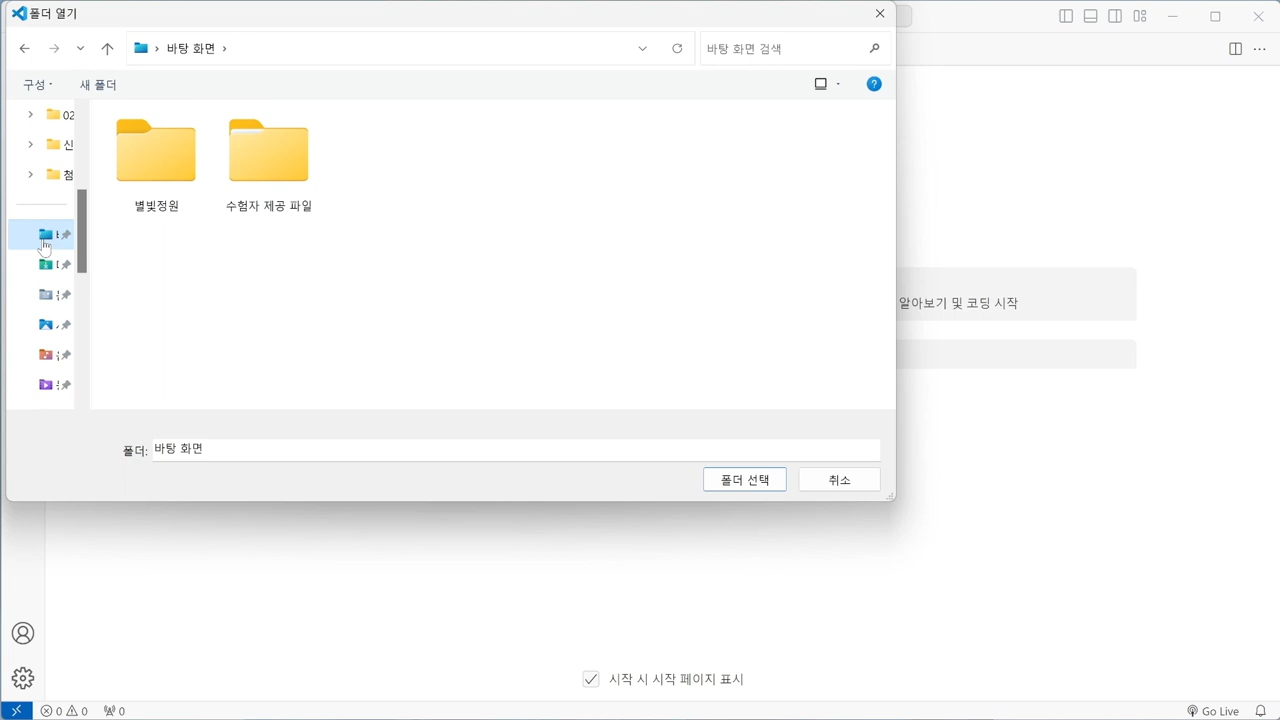 폴더 열기
바탕 화면
바탕 화면 검색
구성
새 폴더
02
신
첨
별빛정원
수험자 제공 파일
알아보기 및 코딩 시작
폴더:
바탕 화면
폴더 선택
취소
시작 시 시작 페이지 표시
0
0
0
Go Live